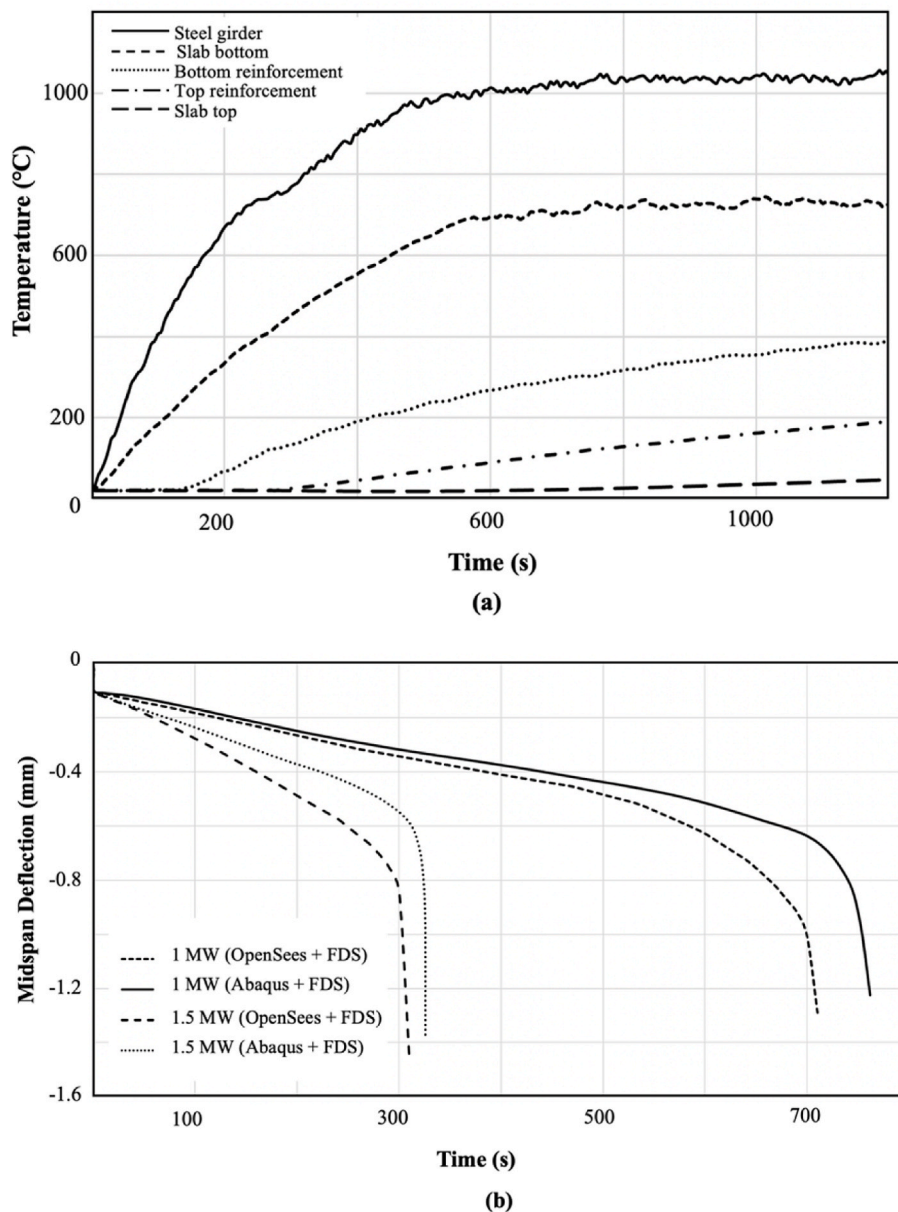 Steel girder
Slab bottom
Bottom reinforcement
Top reinforcement
Slab top
1000
600
200
0
Temperature (°C)
200
600
1000
Time (s)
(a)
0
-0.4
-0.8
-1.2
-1.6
Midspan Deflection (mm)
1 MW (OpenSees + FDS)
1 MW (Abaqus + FDS)
1.5 MW (OpenSees + FDS)
1.5 MW (Abaqus + FDS)
100
300
500
700
Time (s)
(b)